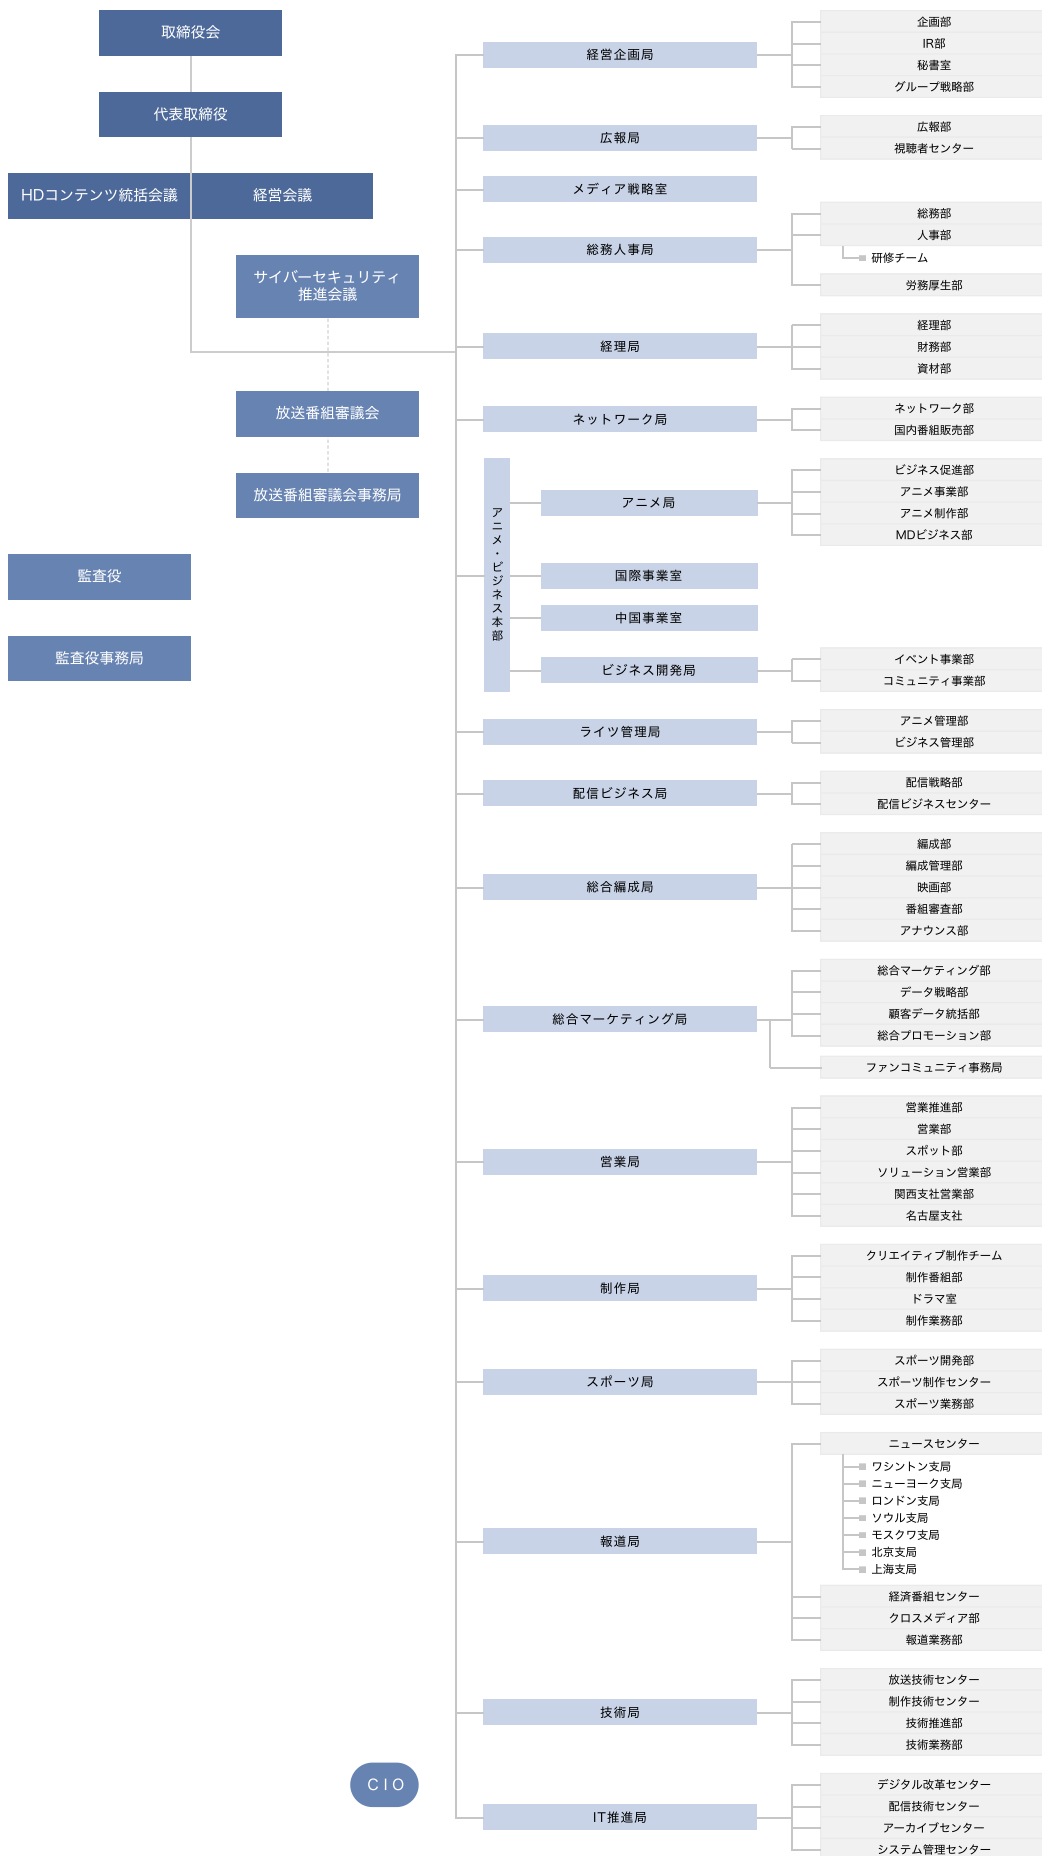 取締役会
代表取締役
HDコンテンツ統括会議
経営会議
サイバーセキュリティ
推進会議
放送番組審議会
放送番組審議会事務局
監査役
監査役事務局
CIO
経営企画局
企画部
IR部
秘書室
グループ戦略部
広報局
広報部
視聴者センター
メディア戦略室
総務人事局
総務部
人事部
研修チーム
労務厚生部
経理局
経理部
財務部
資材部
ネットワーク局
ネットワーク部
国内番組販売部
アニメ・ビジネス本部
アニメ局
ビジネス促進部
アニメ事業部
アニメ制作部
MDビジネス部
国際事業室
中国事業室
ビジネス開発局
イベント事業部
コミュニティ事業部
ライツ管理局
アニメ管理部
ビジネス管理部
配信ビジネス局
配信戦略部
配信ビジネスセンター
総合編成局
編成部
編成管理部
映画部
番組審査部
アナウンス部
総合マーケティング局
総合マーケティング部
データ戦略部
顧客データ統括部
総合プロモーション部
ファンコミュニティ事務局
営業局
営業推進部
営業部
スポット部
ソリューション営業部
関西支社営業部
名古屋支社
制作局
クリエイティブ制作チーム
制作番組部
ドラマ室
制作業務部
スポーツ局
スポーツ開発部
スポーツ制作センター
スポーツ業務部
報道局
ニュースセンター
ワシントン支局
ニューヨーク支局
ロンドン支局
ソウル支局
モスクワ支局
北京支局
上海支局
経済番組センター
クロスメディア部
報道業務部
技術局
放送技術センター
制作技術センター
技術推進部
技術業務部
IT推進局
デジタル改革センター
配信技術センター
アーカイブセンター
システム管理センター